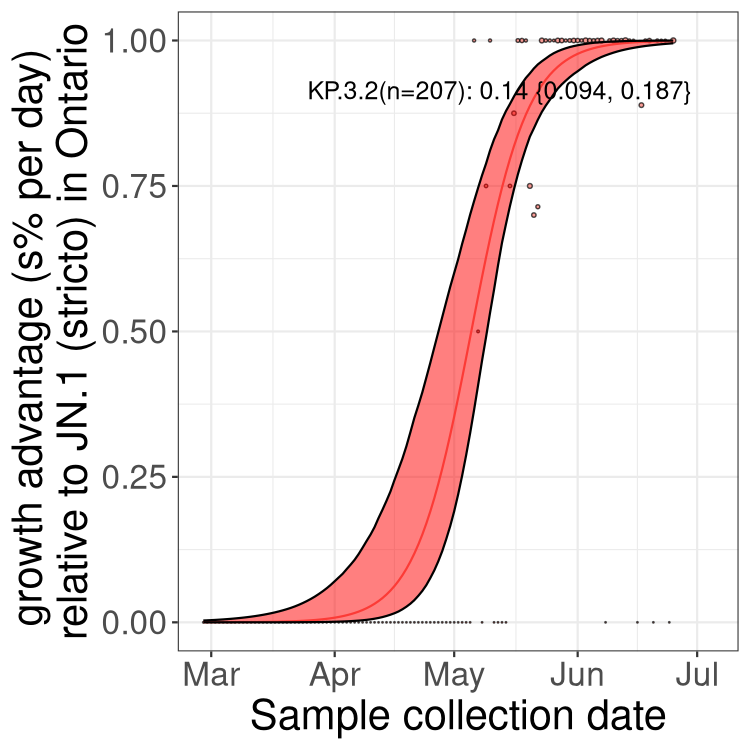 growth advantage (s% per day)
relative to JN.1 (stricto) in Ontario
1.00
0.75
0.50
0.25
0.00
KP.3.2(n=207): 0.14 {0.094, 0.187}
Mar Apr May Jun Jul
Sample collection date